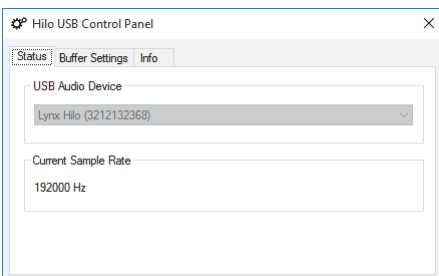 Hilo USB Control Panel
Status Buffer Settings Info
USB Audio Device
Lynx Hilo (3212132368)
Current Sample Rate
192000 Hz